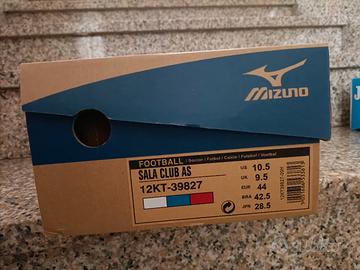 MIZUNO
FOOTBALL / Soccer / Futbol / Calcio / Futebol / Voetbal
SALA CLUB AS
12KT-39827
US 10.5
UK 9.5
EUR 44
BRA 42.5
JPN 28.5